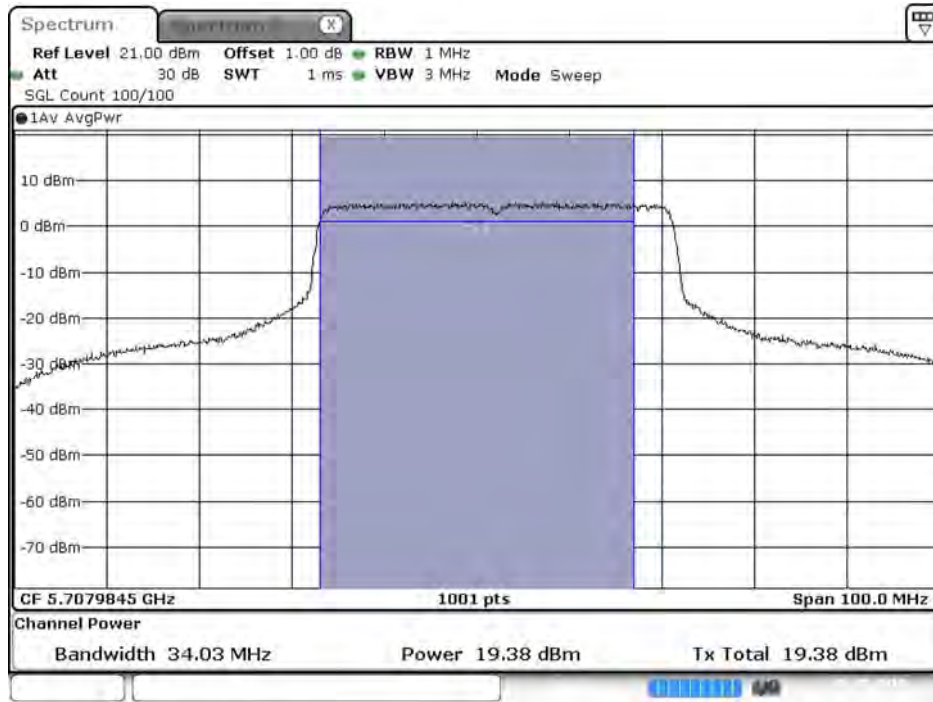 Spectrum
X
Ref Level 21.00 dBm Offset 1.00 dB RBW 1 MHz
Att 30 dB SWT 1 ms VBW 3 MHz Mode Sweep
SGL Count 100/100
1Av AvgPwr
10 dBm
0 dBm
-10 dBm
-20 dBm
-30 dBm
-40 dBm
-50 dBm
-60 dBm
-70 dBm
CF 5.7079845 GHz 1001 pts Span 100.0 MHz
Channel Power
Bandwidth 34.03 MHz Power 19.38 dBm Tx Total 19.38 dBm